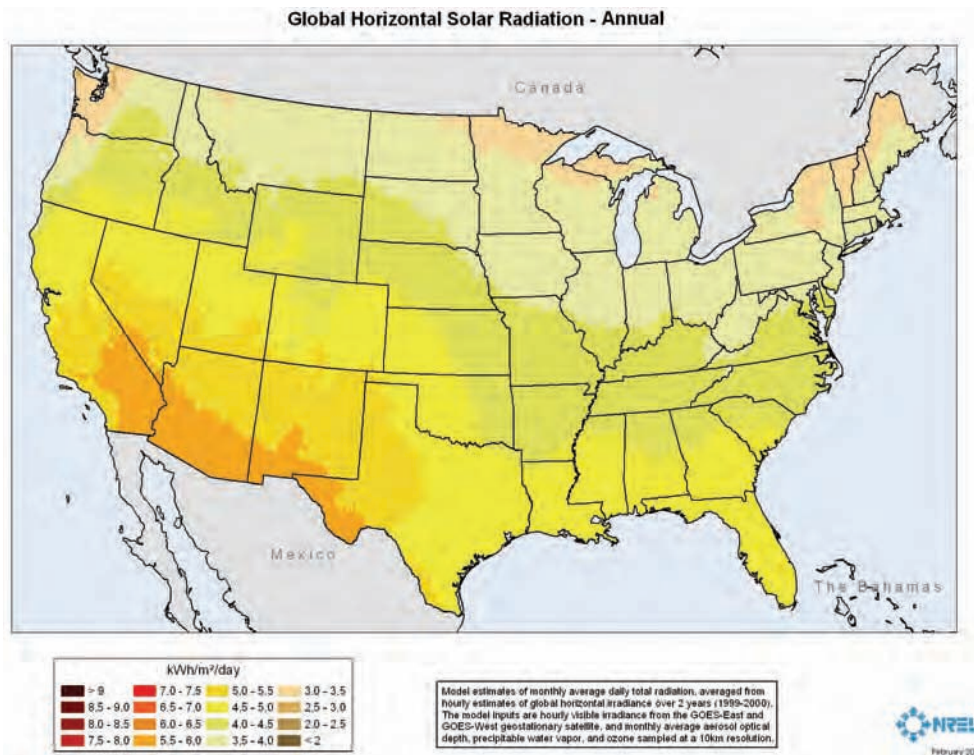 Global Horizontal Solar Radiation - Annual
Canada
Mexico
The Bahamas
kWh/m²/day
> 9
7.0 - 7.5
5.0 - 5.5
3.0 - 3.5
8.5 - 9.0
6.5 - 7.0
4.5 - 5.0
2.5 - 3.0
8.0 - 8.5
6.0 - 6.5
4.0 - 4.5
2.0 - 2.5
7.5 - 8.0
5.5 - 6.0
3.5 - 4.0
< 2
Model estimates of monthly average daily total radiation, averaged from
hourly estimates of global horizontal irradiance over 2 years (1999-2000).
The model inputs are hourly visible irradiance from the GOES-East and
GOES-West geostationary satellite, and monthly average aerosol optical
depth, precipitable water vapor, and ozone sampled at a 10km resolution.
NREL